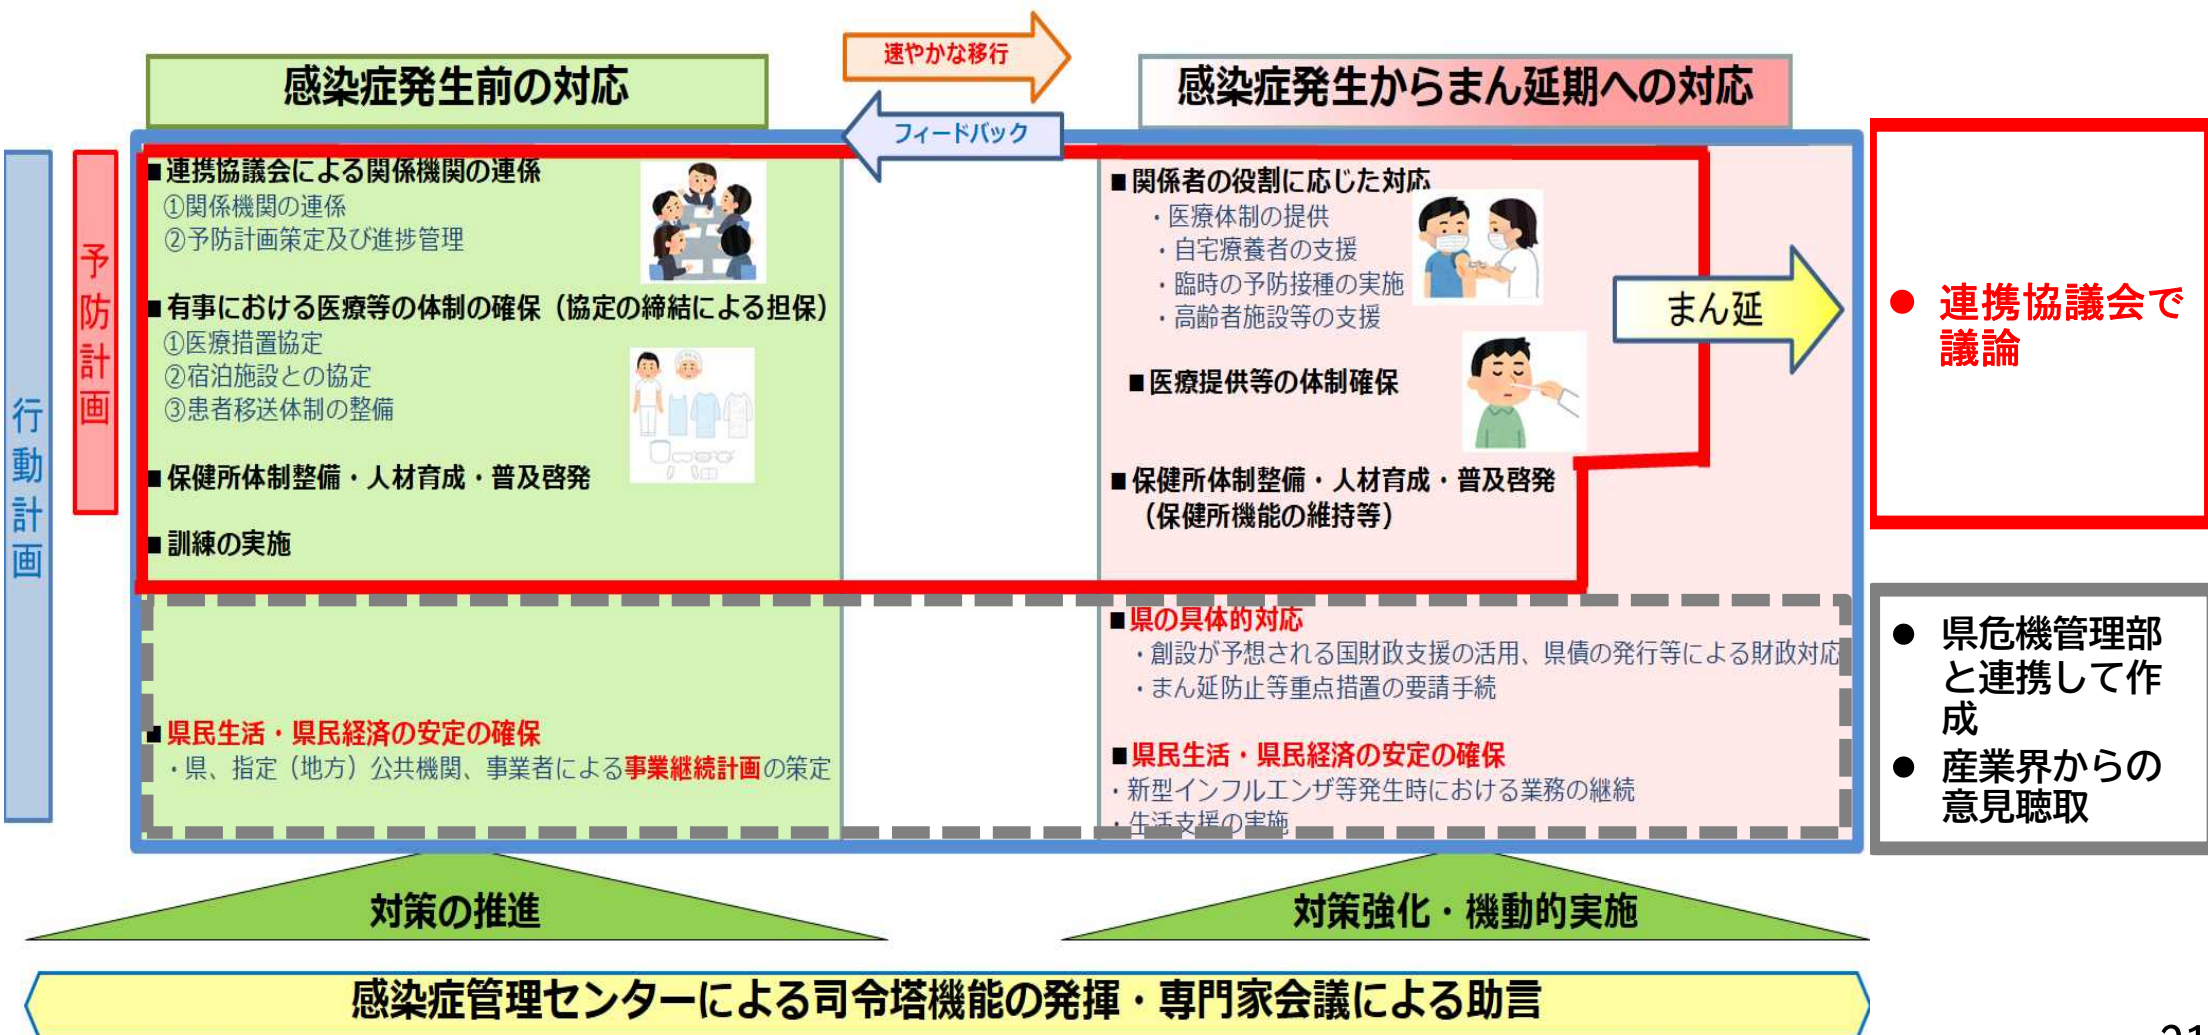 速やかな移行
感染症発生前の対応
感染症発生からまん延期への対応
フィードバック
行動計画
予防計画
■連携協議会による関係機関の連係
①関係機関の連係
②予防計画策定及び進捗管理
■有事における医療等の体制の確保（協定の締結による担保）
①医療措置協定
②宿泊施設との協定
③患者移送体制の整備
■保健所体制整備・人材育成・普及啓発
■訓練の実施
■県民生活・県民経済の安定の確保
・県、指定（地方）公共機関、事業者による事業継続計画の策定
■関係者の役割に応じた対応
・医療体制の提供
・自宅療養者の支援
・臨時の予防接種の実施
・高齢者施設等の支援
まん延
■医療提供等の体制確保
■保健所体制整備・人材育成・普及啓発
（保健所機能の維持等）
■県の具体的対応
・創設が予想される国財政支援の活用、県債の発行等による財政対応
・まん延防止等重点措置の要請手続
■県民生活・県民経済の安定の確保
・新型インフルエンザ等発生時における業務の継続
・生活支援の実施
● 連携協議会で
議論
● 県危機管理部
と連携して作
成
● 産業界からの
意見聴取
対策の推進
対策強化・機動的実施
感染症管理センターによる司令塔機能の発揮・専門家会議による助言